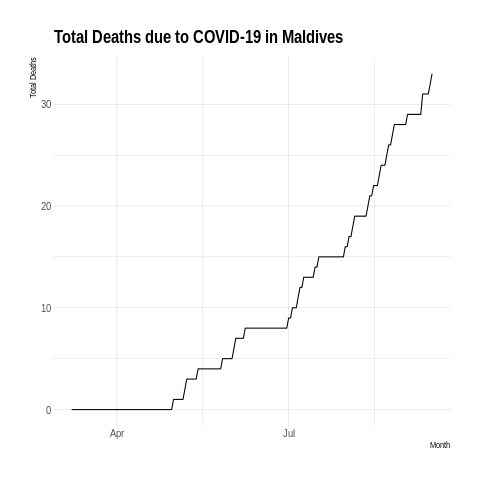 Total Deaths due to COVID-19 in Maldives
Total Deaths
30
20
10
0
Apr
Jul
Month